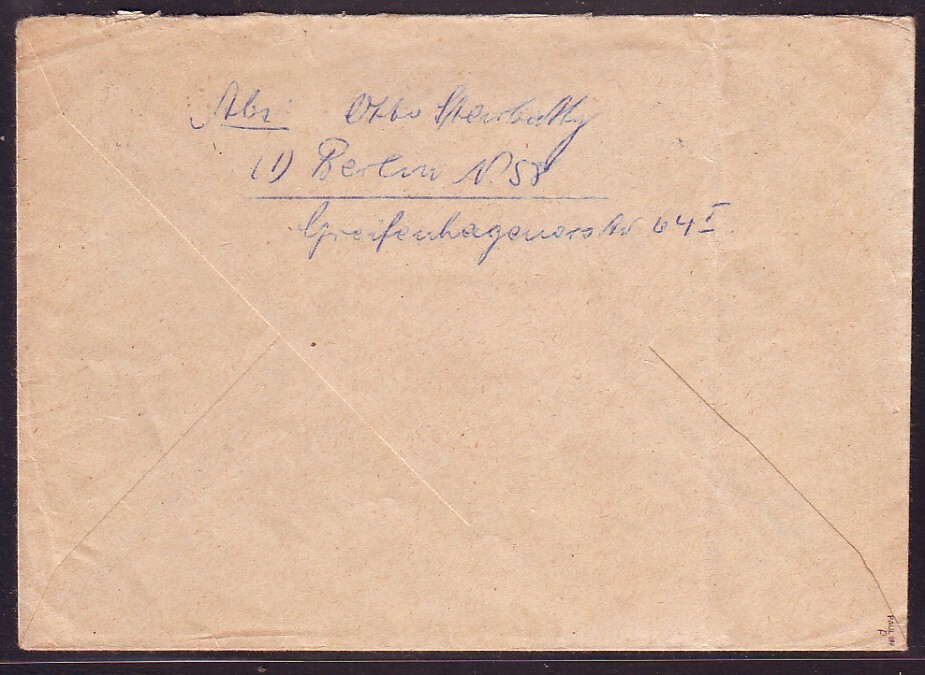 Abs: Otto
(1) Berlin N. 58
Greifenhagenerstr 64 I